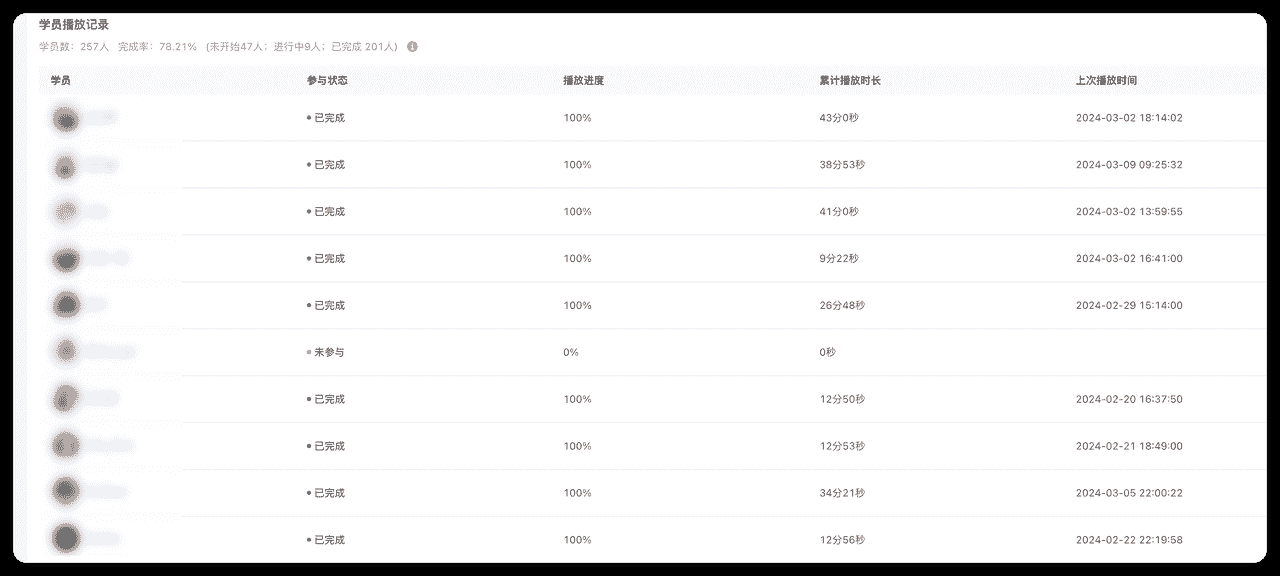 学员播放记录
学员数：257人 完成率：78.21% (未开始47人；进行中9人；已完成 201人)
学员 参与状态 播放进度 累计播放时长 上次播放时间
已完成 100% 43分0秒 2024-03-02 18:14:02
已完成 100% 38分53秒 2024-03-09 09:25:32
已完成 100% 41分0秒 2024-03-02 13:59:55
已完成 100% 9分22秒 2024-03-02 16:41:00
已完成 100% 26分48秒 2024-02-29 15:14:00
未参与 0% 0秒
已完成 100% 12分50秒 2024-02-20 16:37:50
已完成 100% 12分53秒 2024-02-21 18:49:00
已完成 100% 34分21秒 2024-03-05 22:00:22
已完成 100% 12分56秒 2024-02-22 22:19:58